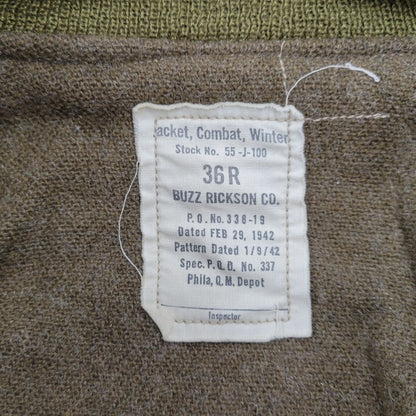 Jacket, Combat, Winter
Stock No. 55-J-100
36R
BUZZ RICKSON CO.
P.O. No. 338-19
Dated FEB 29, 1942
Pattern Dated 1/9/42
Spec. P.Q.D. No. 337
Phila, Q.M. Depot
Inspector